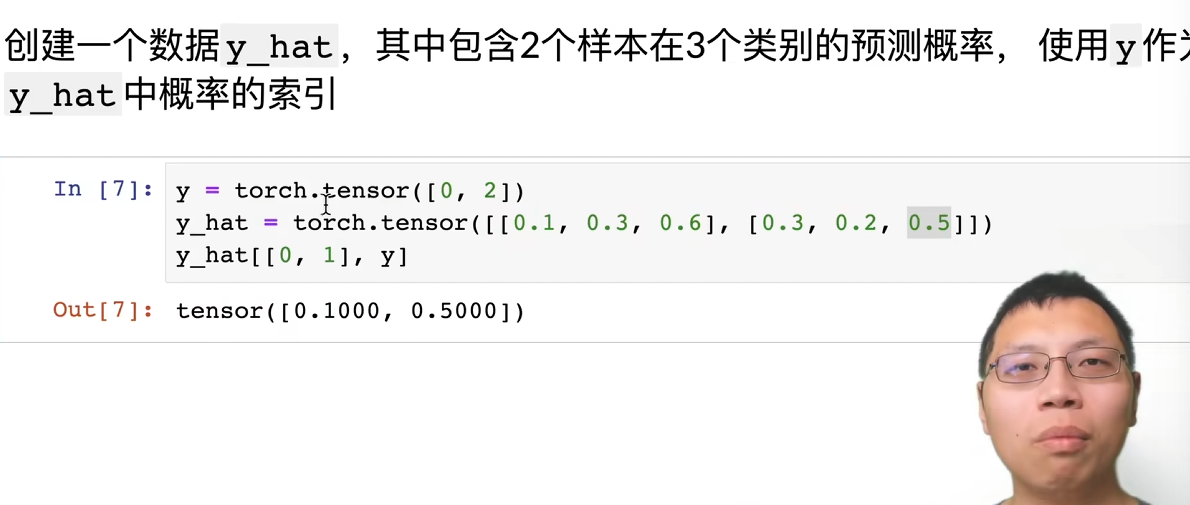 创建一个数据y_hat，其中包含2个样本在3个类别的预测概率， 使用y作为
y_hat中概率的索引
In [7]:
y = torch.tensor([0, 2])
y_hat = torch.tensor([[0.1, 0.3, 0.6], [0.3, 0.2, 0.5]])
y_hat[[0, 1], y]
Out[7]: tensor([0.1000, 0.5000])